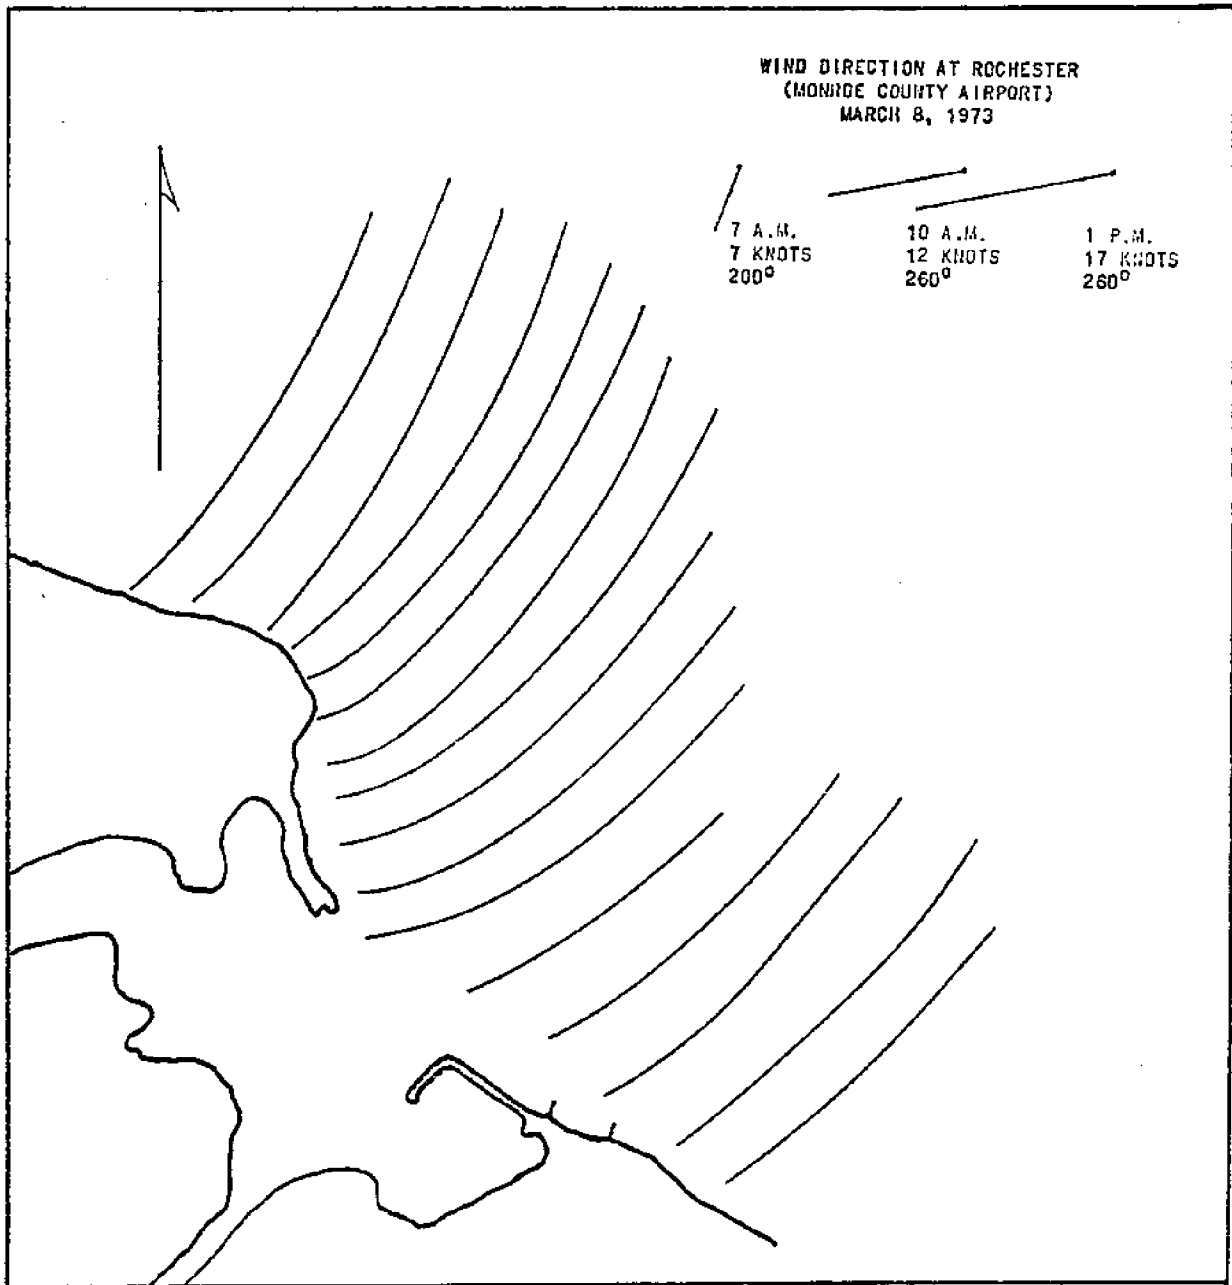 WIND DIRECTION AT ROCHESTER
(MONROE COUNTY AIRPORT)
MARCH 8, 1973
7 A.M.
7 KNOTS
200°
10 A.M.
12 KNOTS
260°
1 P.M.
17 KNOTS
260°